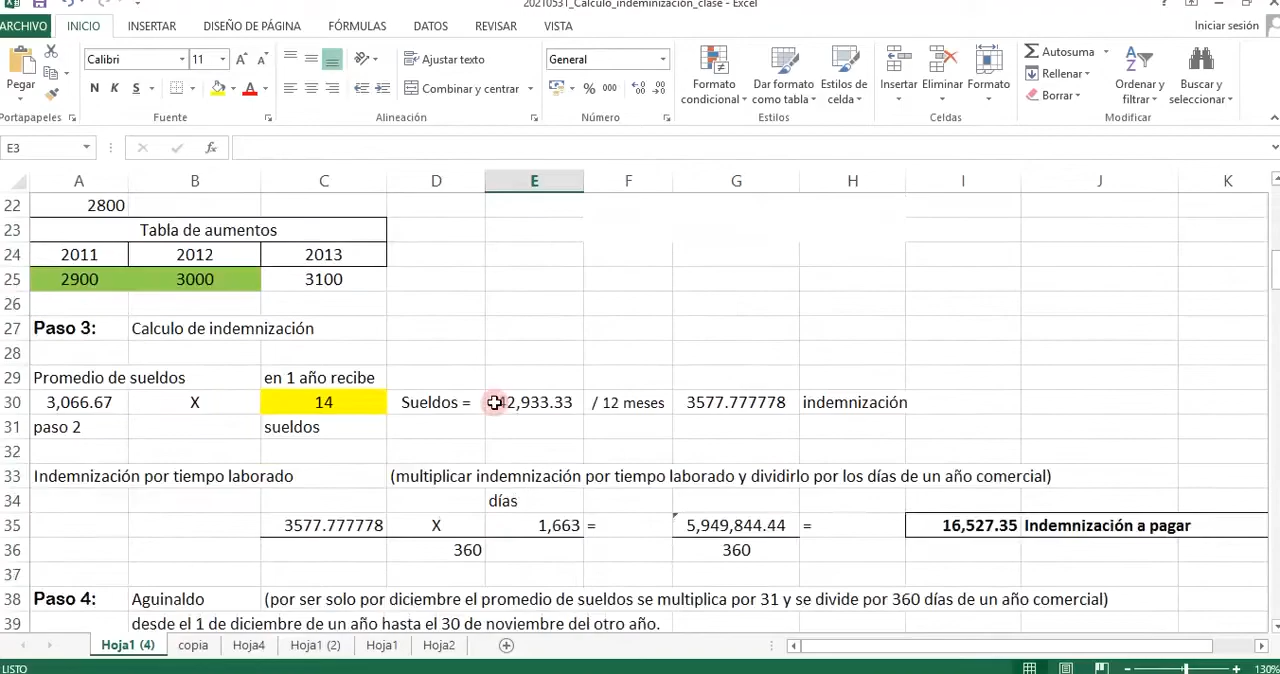 20210531_Calculo_indeminización_clase - Excel
ARCHIVO INICIO INSERTAR DISEÑO DE PÁGINA FÓRMULAS DATOS REVISAR VISTA Iniciar sesión
Pegar
Calibri 11
N K S
Ajustar texto
Combinar y centrar
General
% 000
Formato condicional
Dar formato como tabla
Estilos de celda
Insertar Eliminar Formato
Autosuma
Rellenar
Borrar
Ordenar y filtrar
Buscar y seleccionar
Portapapeles Fuente Alineación Número Estilos Celdas Modificar
E3 fx
A B C D E F G H I J K
22 2800
23 Tabla de aumentos
24 2011 2012 2013
25 2900 3000 3100
26
27 Paso 3: Calculo de indemnización
28
29 Promedio de sueldos en 1 año recibe
30 3,066.67 X 14 Sueldos = 42,933.33 / 12 meses 3577.777778 indemnización
31 paso 2 sueldos
32
33 Indemnización por tiempo laborado (multiplicar indemnización por tiempo laborado y dividirlo por los días de un año comercial)
34 días
35 3577.777778 X 1,663 = 5,949,844.44 = 16,527.35 Indemnización a pagar
36 360 360
37
38 Paso 4: Aguinaldo (por ser solo por diciembre el promedio de sueldos se multiplica por 31 y se divide por 360 días de un año comercial)
39 desde el 1 de diciembre de un año hasta el 30 de noviembre del otro año.
Hoja1 (4) copia Hoja4 Hoja1 (2) Hoja1 Hoja2
LISTO 130%